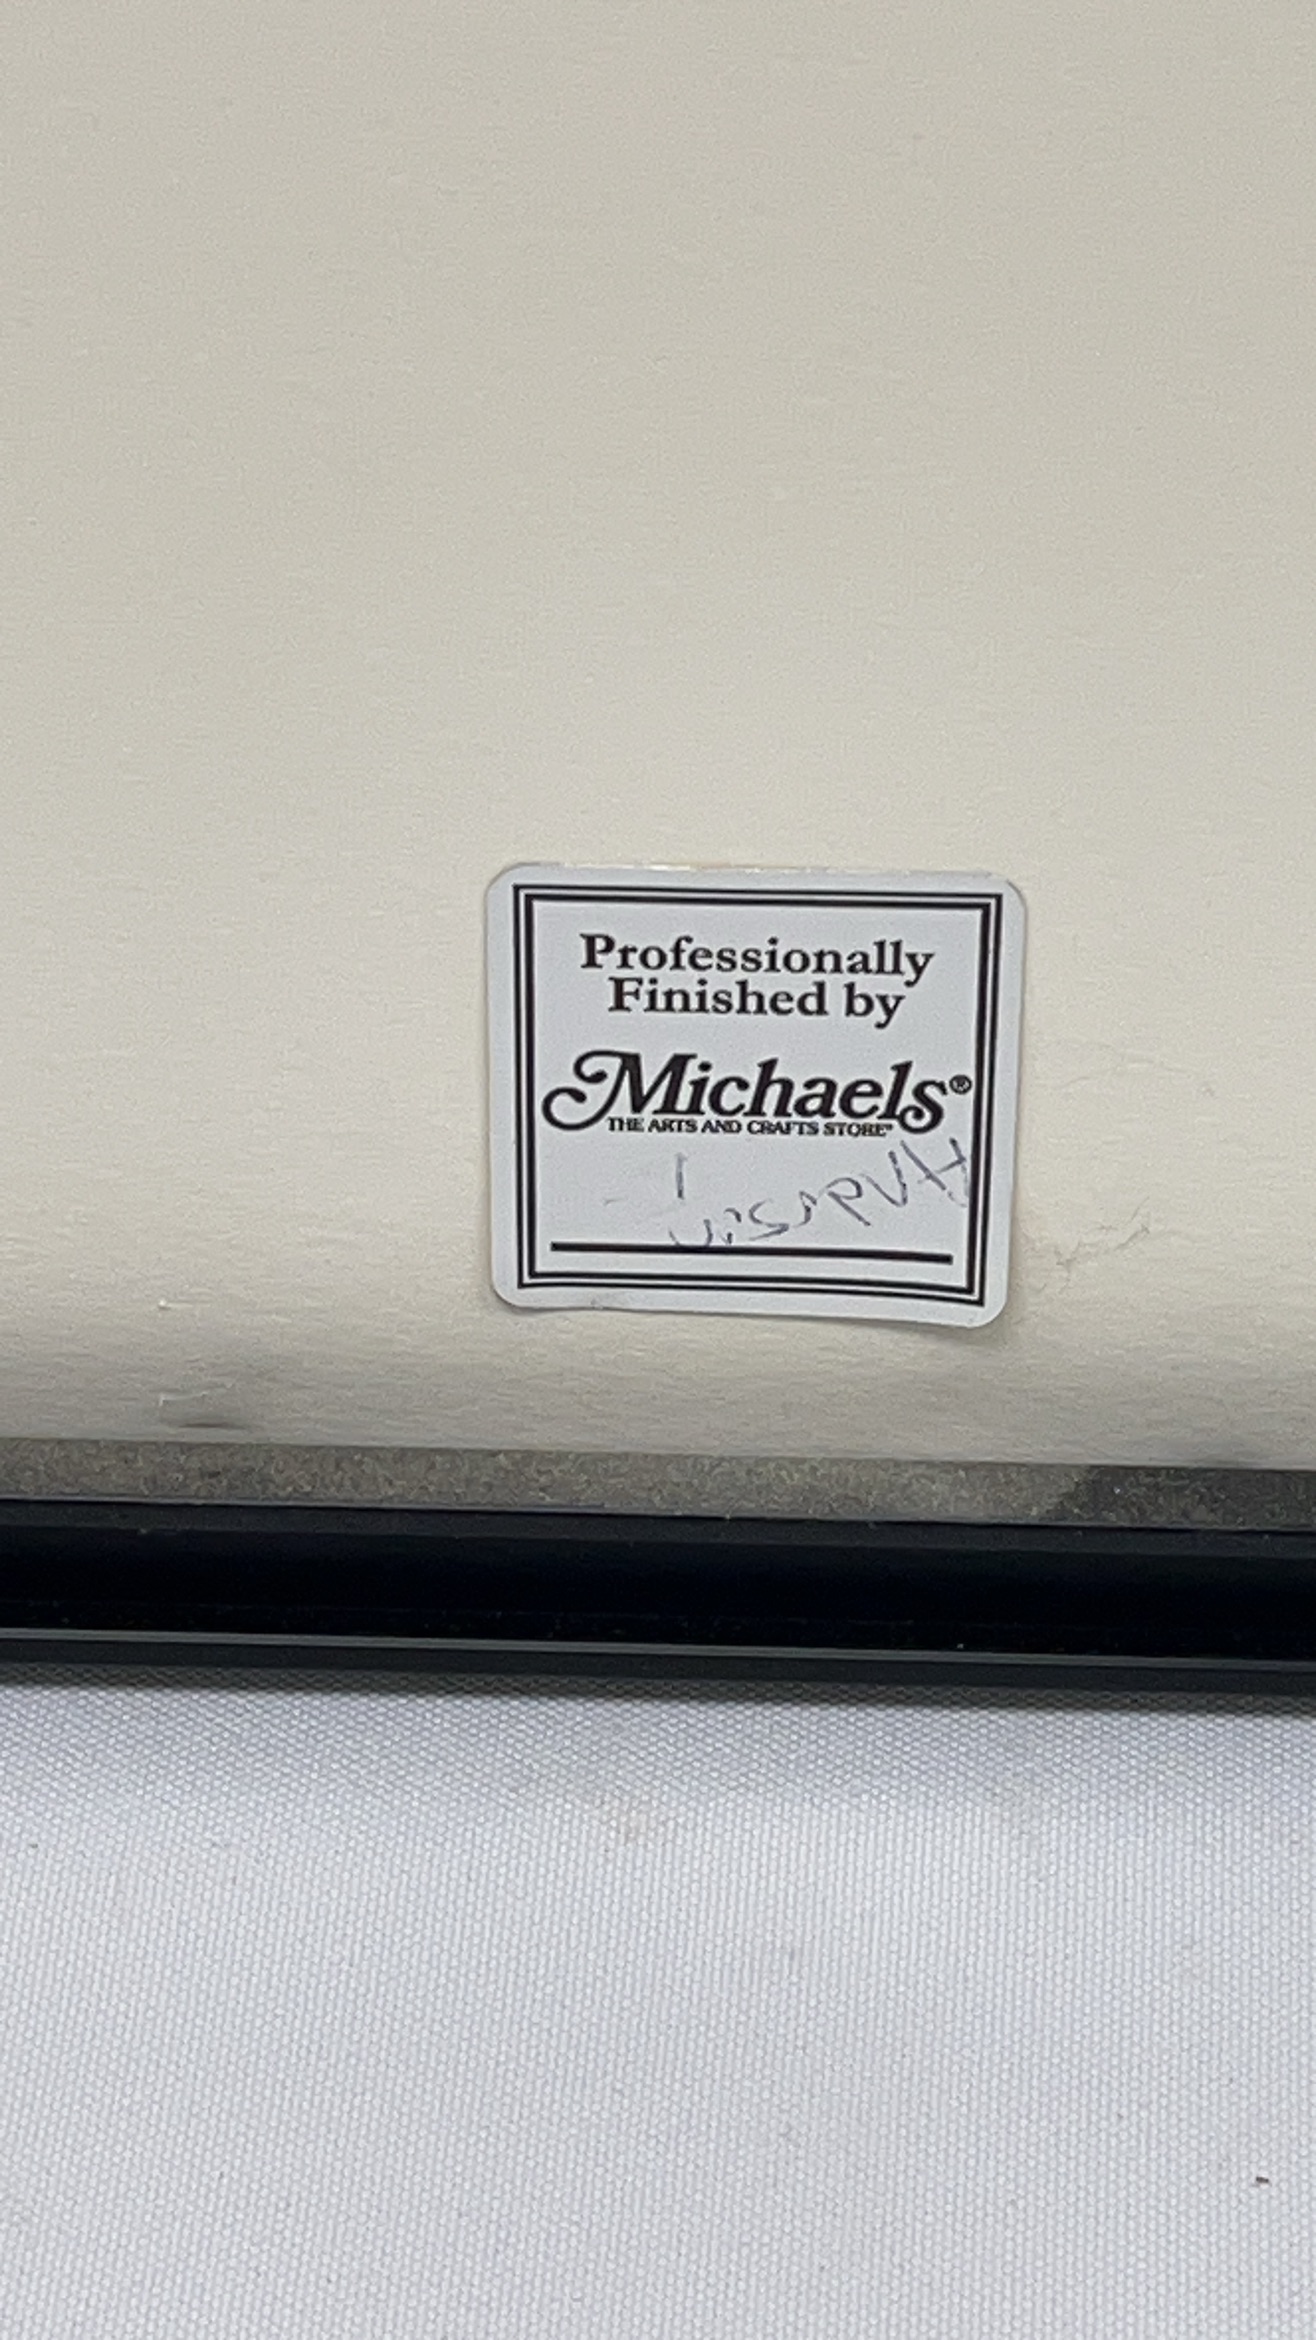 Professionally
Finished by
Michaels®
THE ARTS AND CRAFTS STORE®